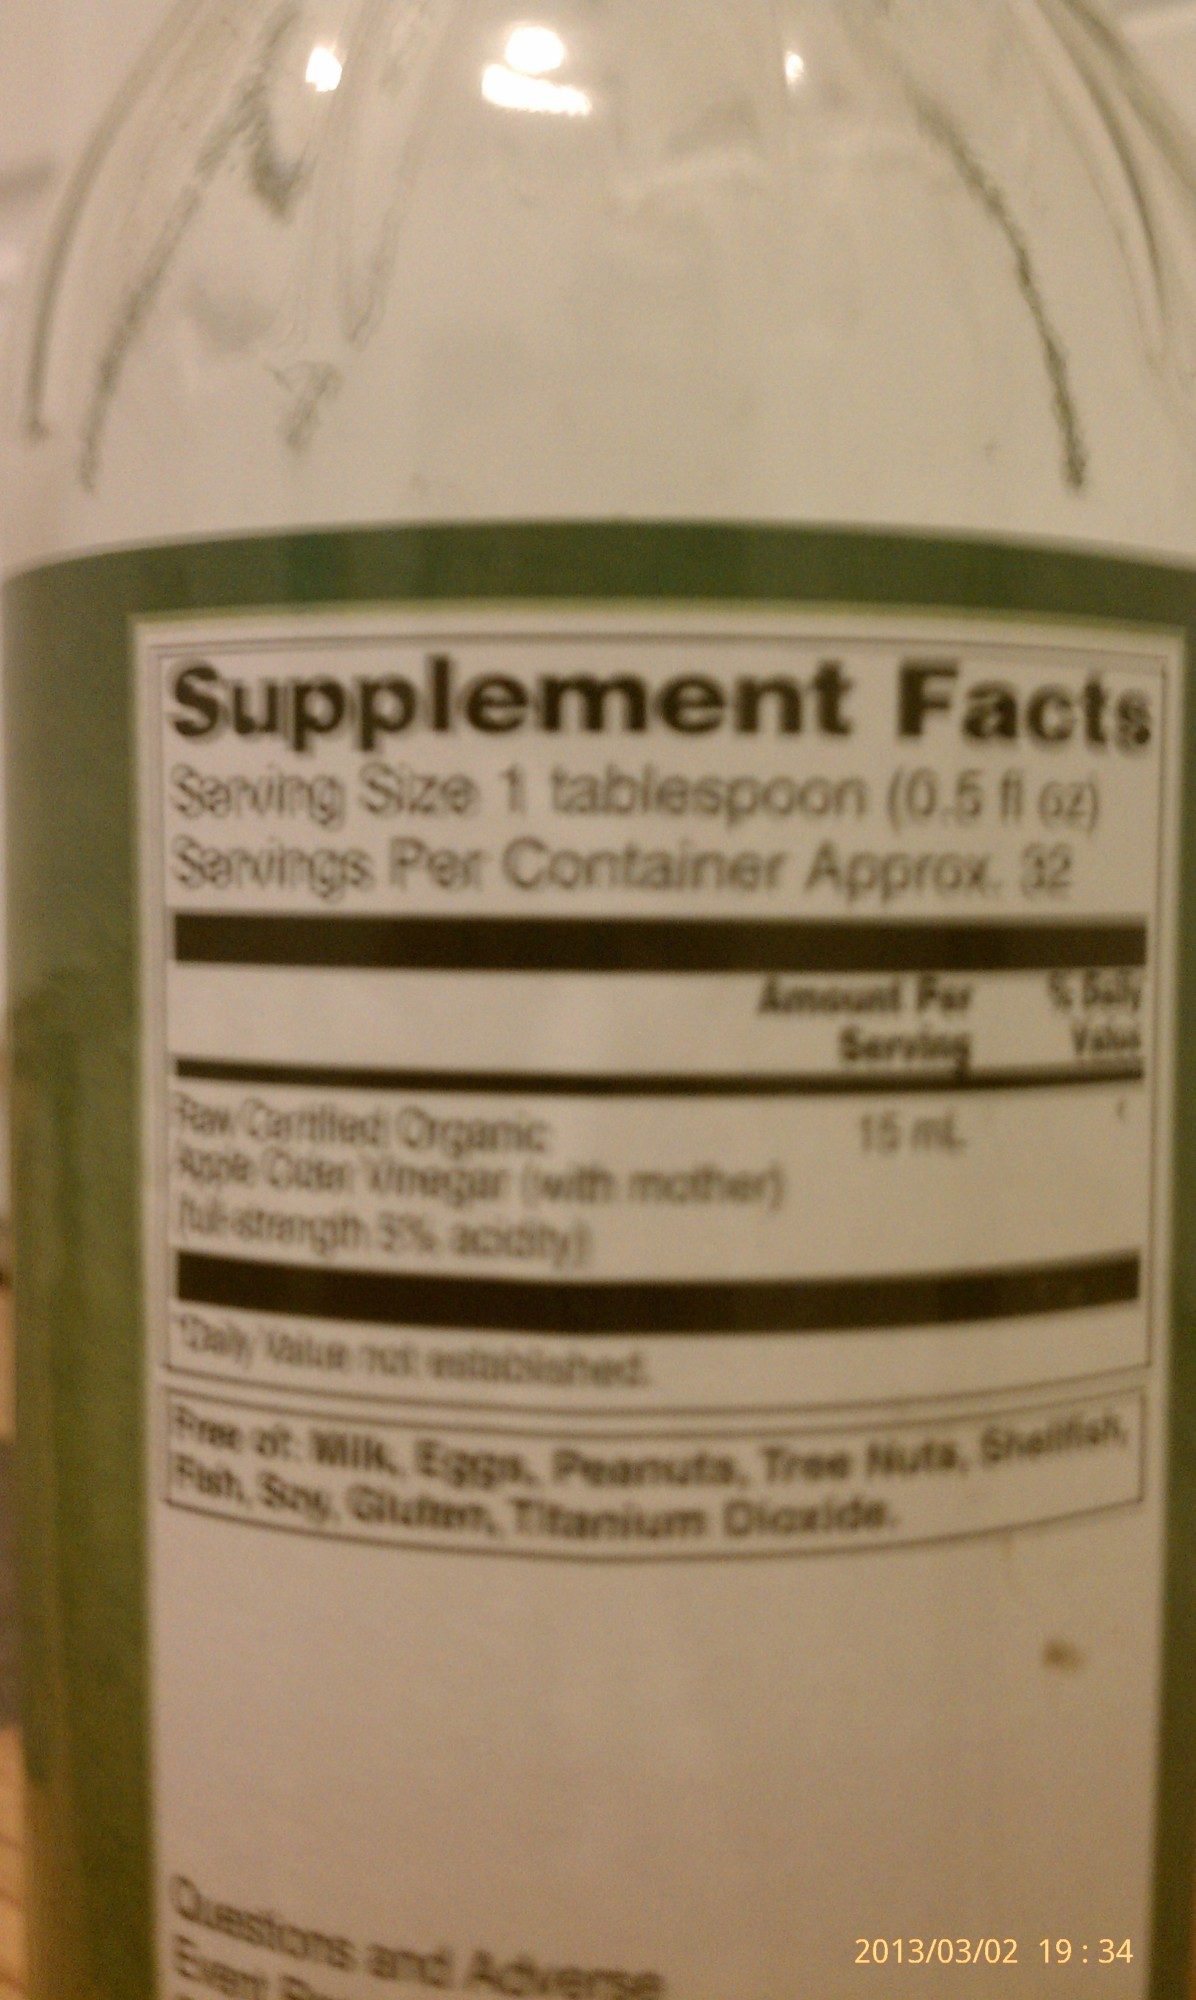 Supplement Facts
Serving Size 1 tablespoon (0.5 fl oz)
Servings Per Container Approx. 32
Amount Per
Serving
% Daily
Value
Raw Certified Organic 15 mL
Apple Cider Vinegar (with mother)
(full-strength 5% acidity)
*Daily Value not established.
Free of: Milk, Eggs, Peanuts, Tree Nuts, Shellfish,
Fish, Soy, Gluten, Titanium Dioxide.
Questions and Adverse
Event
2013/03/02 19:34